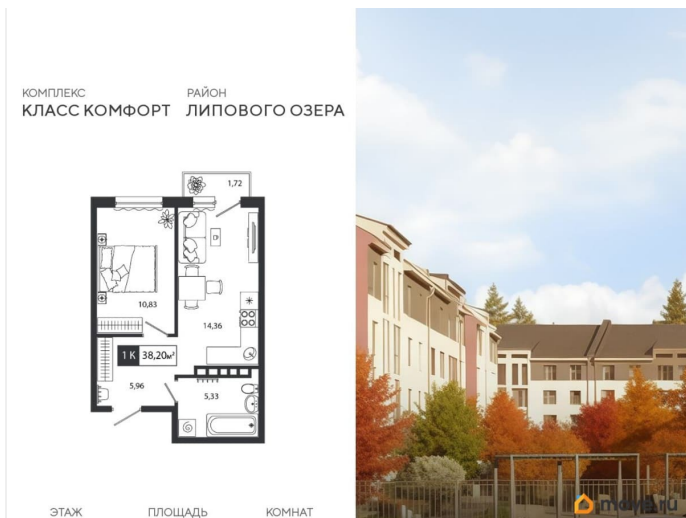 КОМПЛЕКС
КЛАСС КОМФОРТ
РАЙОН
ЛИПОВОГО ОЗЕРА
1,72
10,83
14,36
1 К 38,20м²
5,96
5,33
ЭТАЖ
ПЛОЩАДЬ
КОМНАТ
move.ru